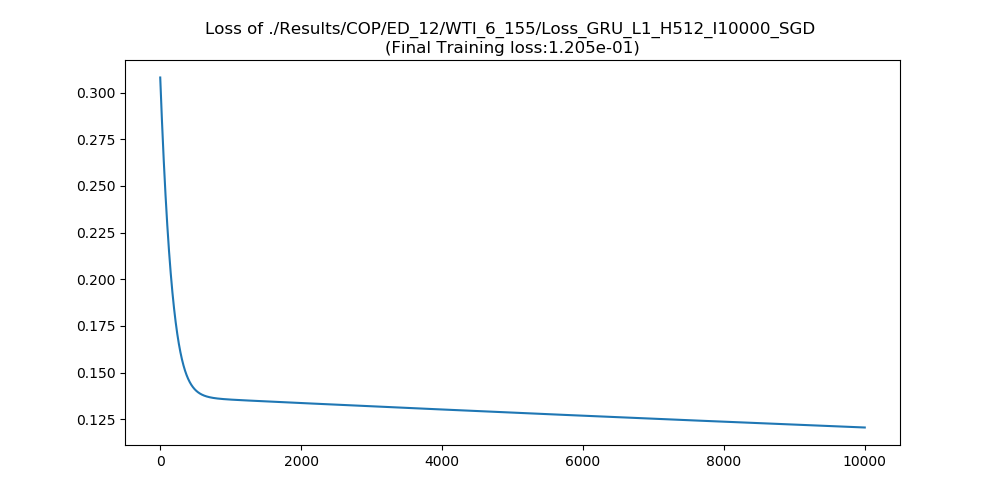 Loss of ./Results/COP/ED_12/WTI_6_155/Loss_GRU_L1_H512_I10000_SGD
(Final Training loss:1.205e-01)
0.300
0.275
0.250
0.225
0.200
0.175
0.150
0.125
0 2000 4000 6000 8000 10000